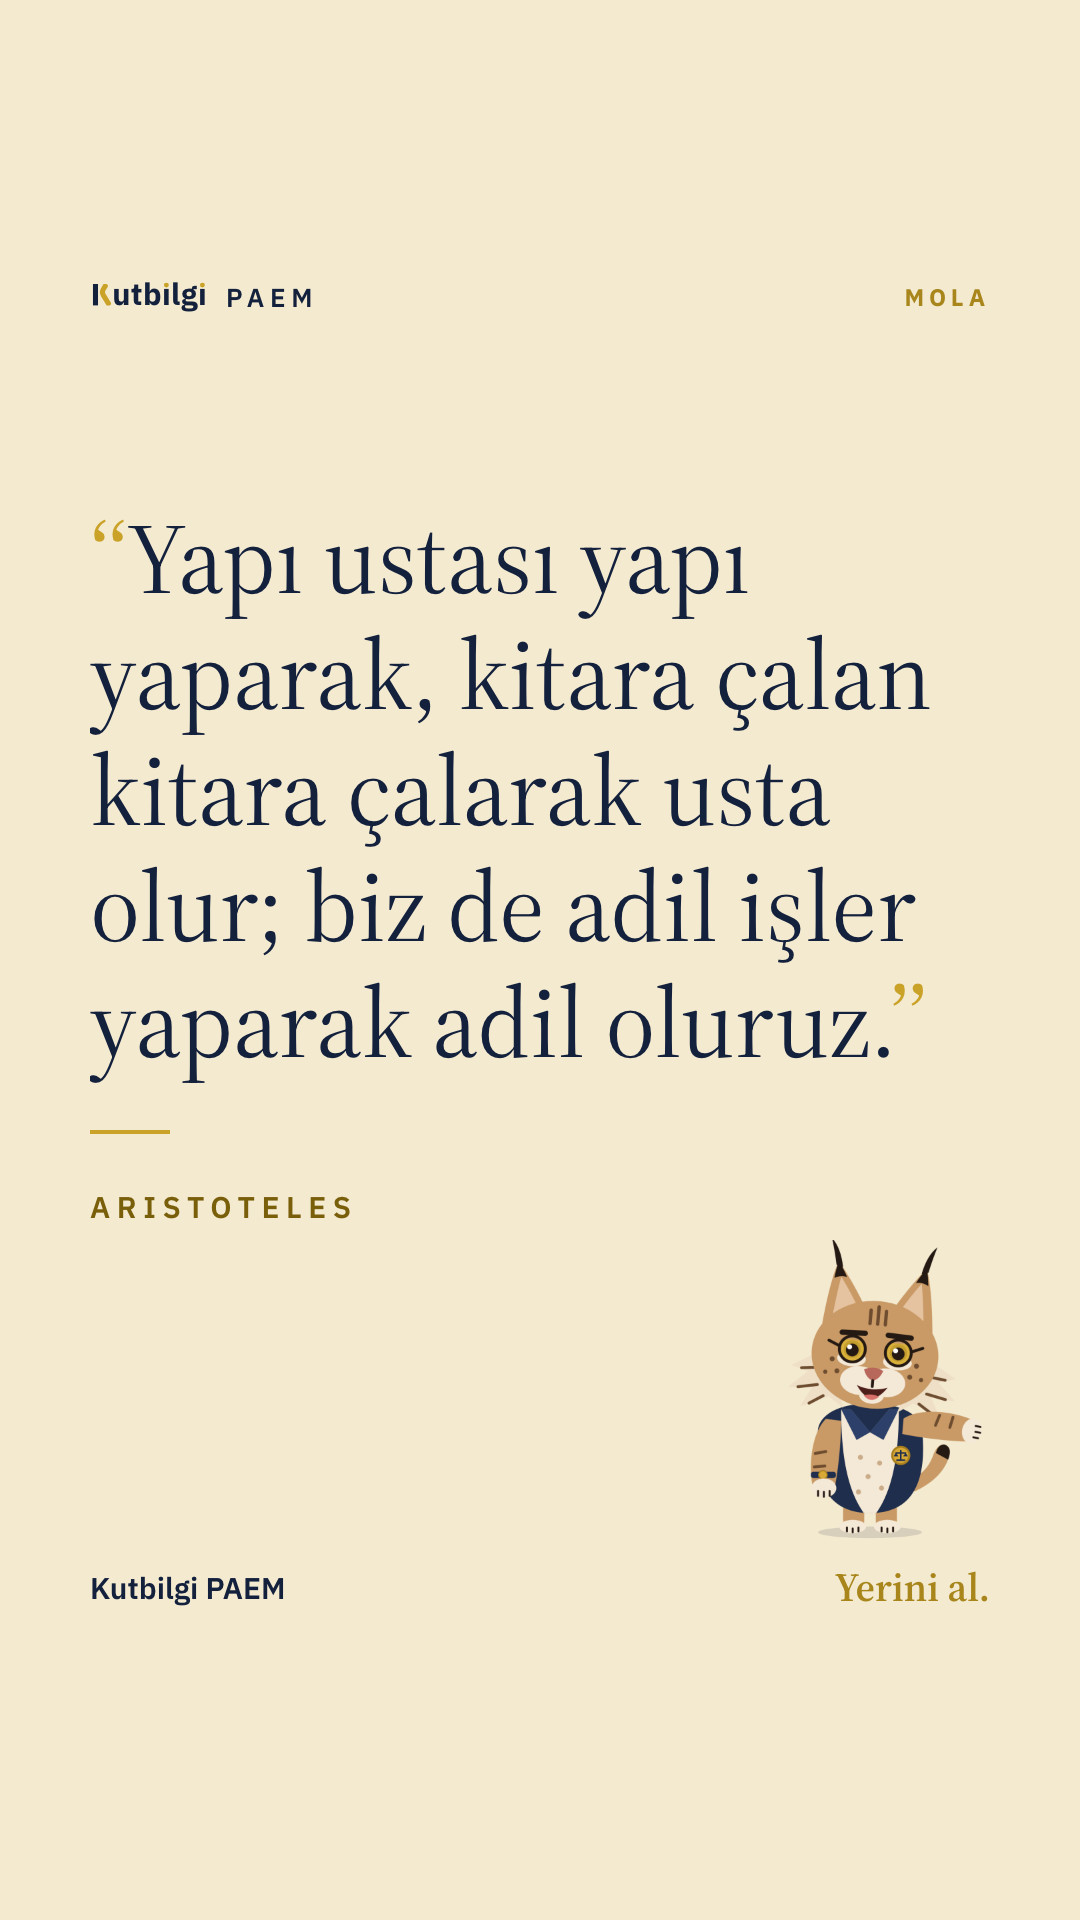 Kutbilgi PAEM
MOLA
“Yapı ustası yapı
yaparak, kitara çalan
kitara çalarak usta
olur; biz de adil işler
yaparak adil oluruz.”
ARISTOTELES
Kutbilgi PAEM
Yerini al.